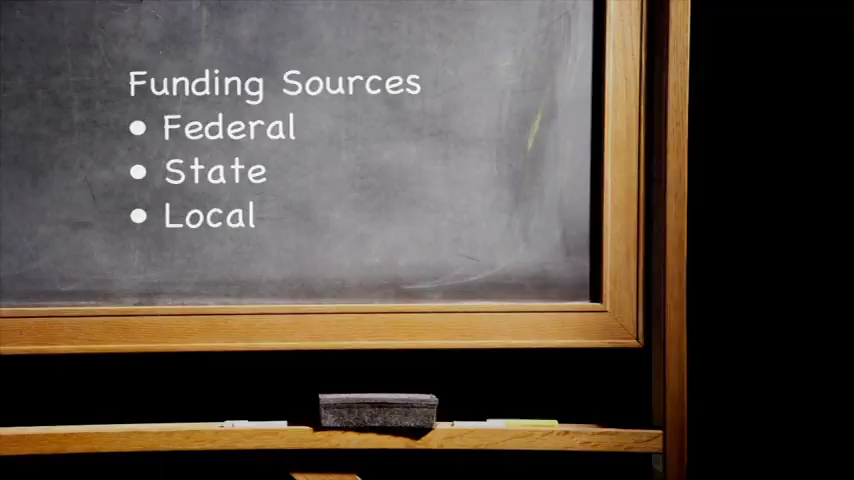 Funding Sources
• Federal
• State
• Local